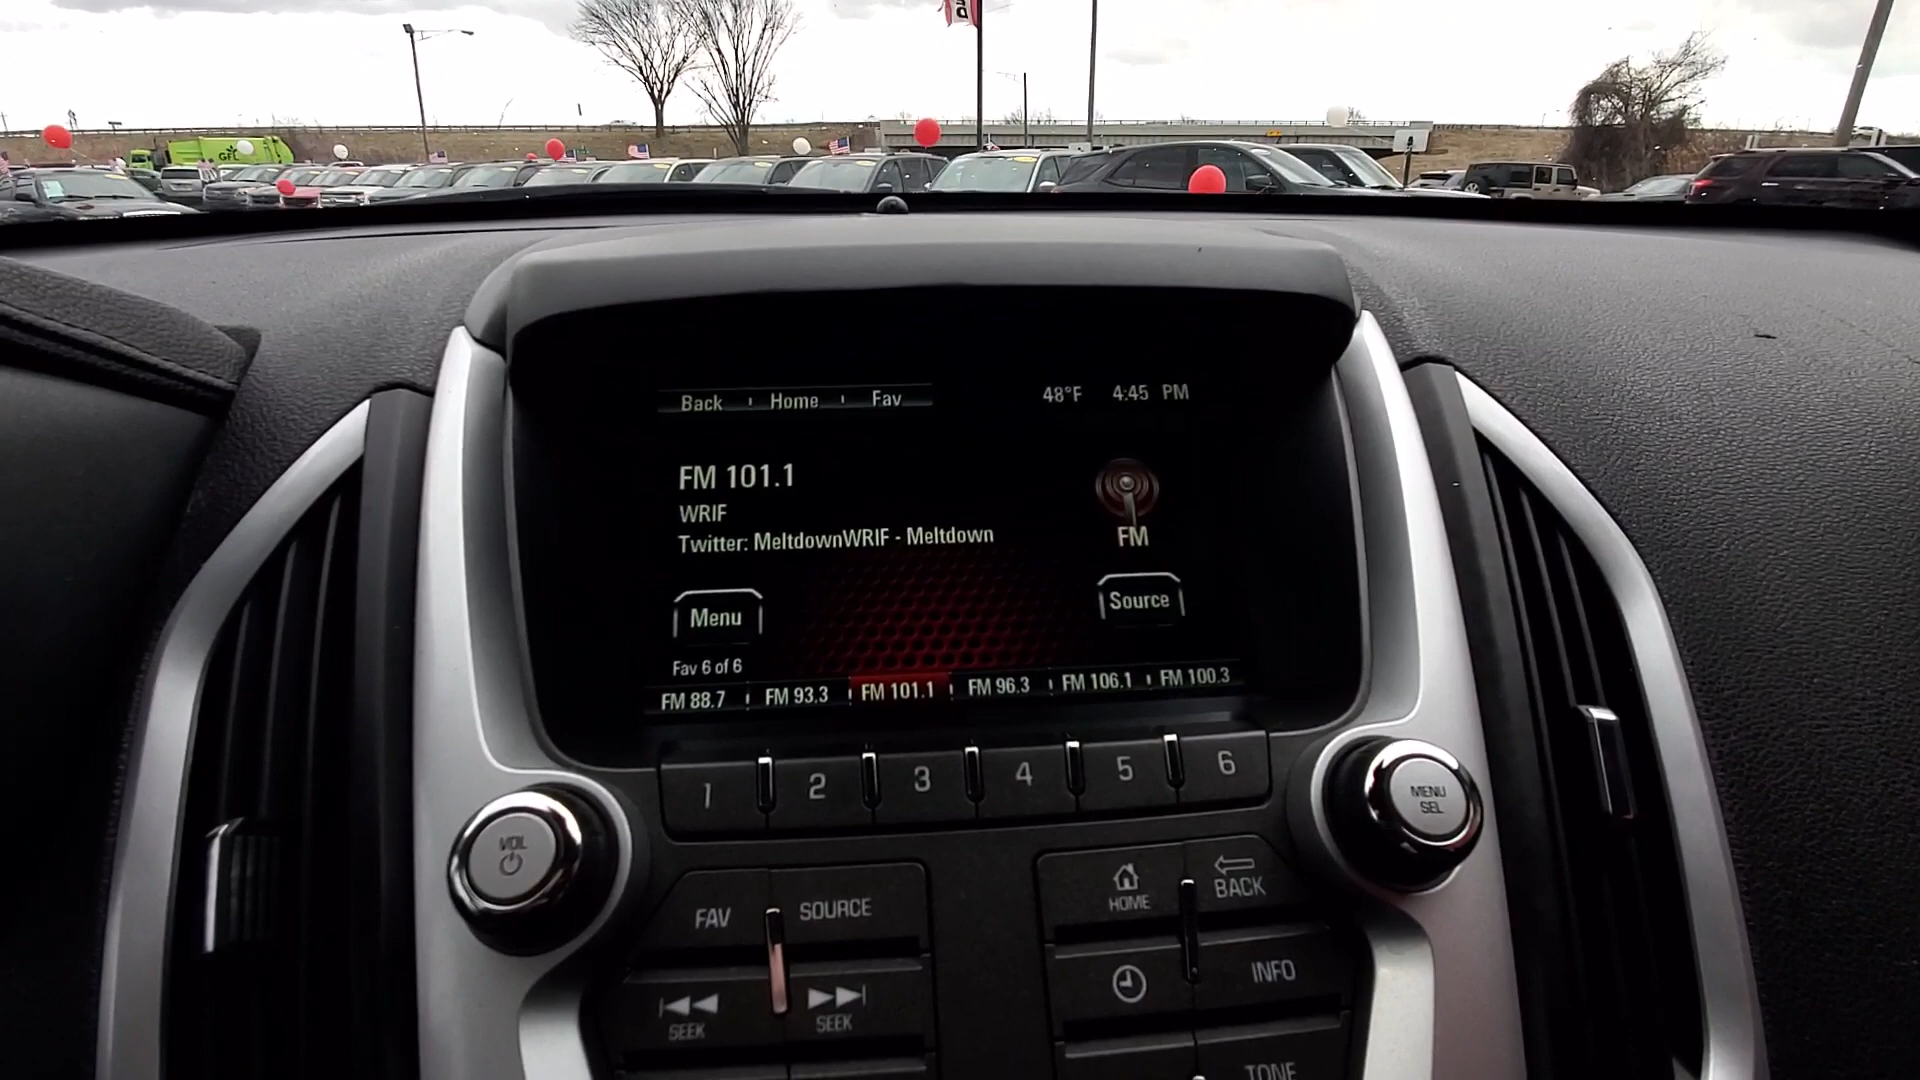 GFL
Back Home Fav
48°F 4:45 PM
FM 101.1
WRIF
Twitter: MeltdownWRIF - Meltdown
FM
Menu
Source
Fav 6 of 6
FM 88.7 FM 93.3 FM 101.1 FM 96.3 FM 106.1 FM 100.3
1 2 3 4 5 6
VOL
MENU
SEL
FAV SOURCE
HOME
BACK
SEEK
SEEK
INFO
TONE